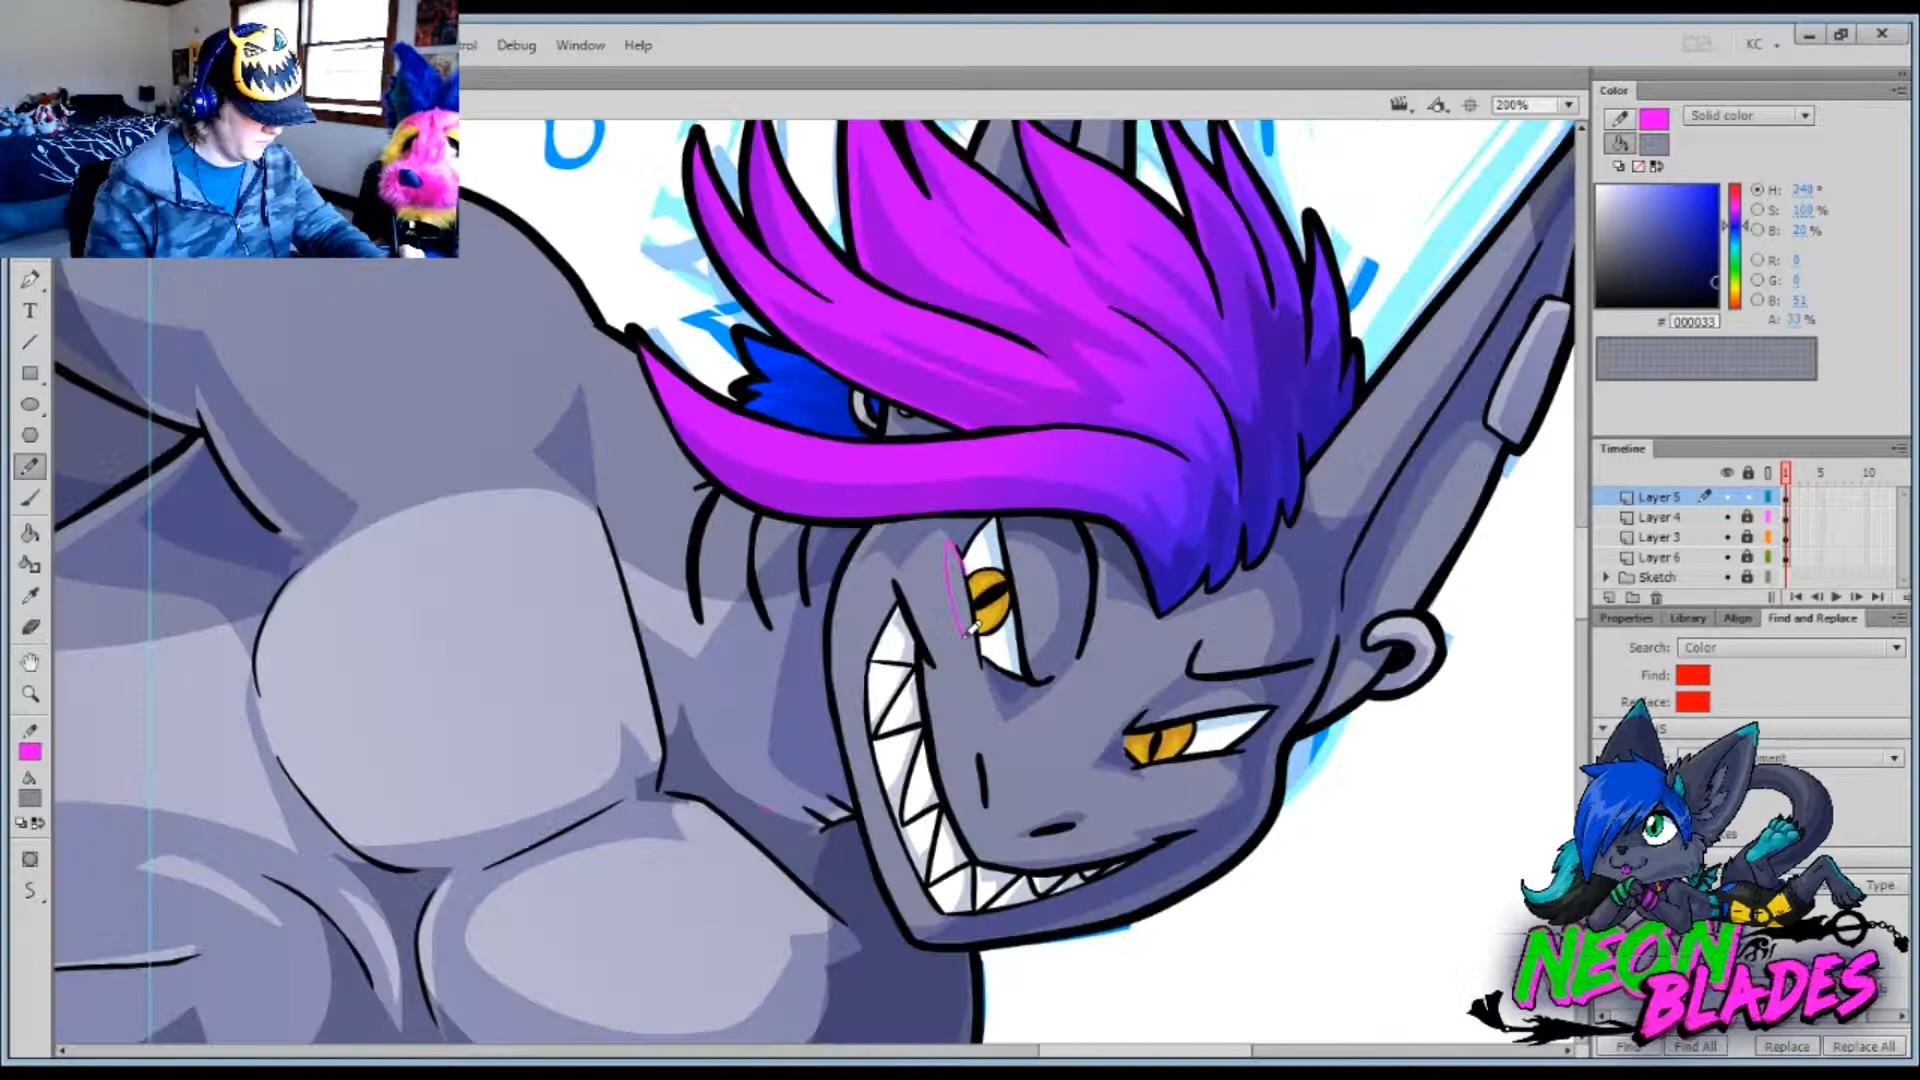 Debug Window Help
KC
200%
Color
Solid color
H: 240 °
S: 100 %
B: 20 %
R: 0
G: 0
B: 51
A: 33 %
# 000033
Timeline
1 5 10
Layer 5
Layer 4
Layer 3
Layer 6
Sketch
Properties Library Align Find and Replace
Search: Color
Find:
Type
NEON
BLADES
Find Find All Replace Replace All
T
S